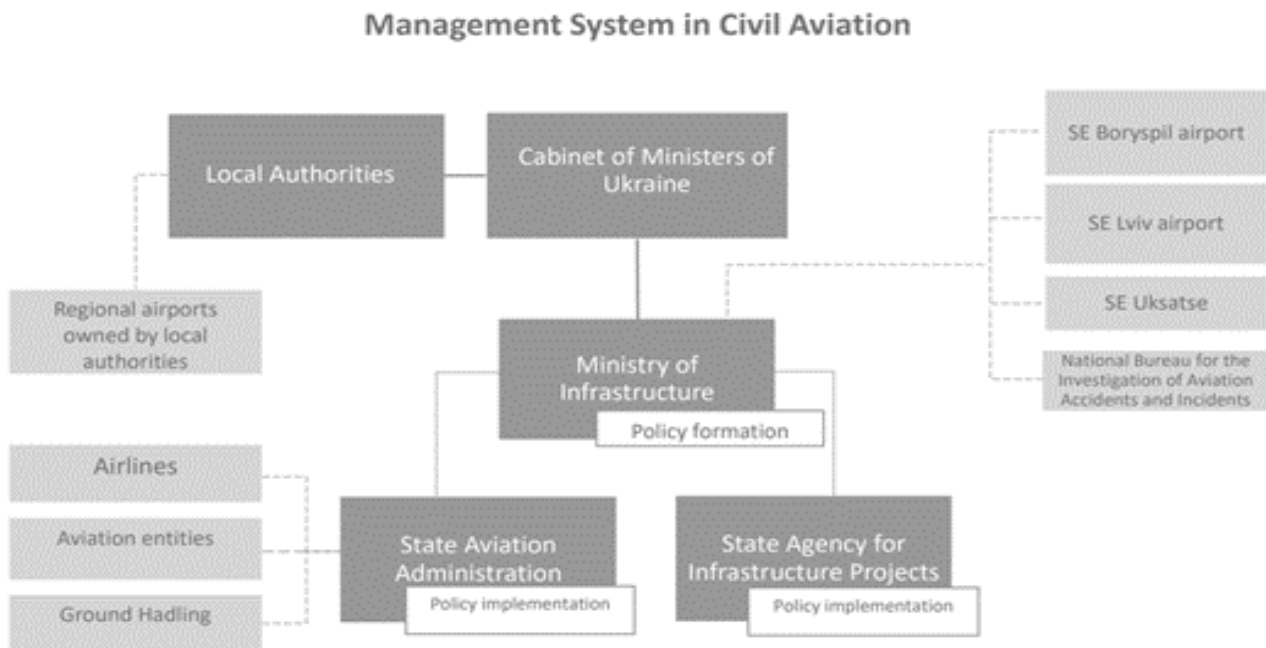 Management System in Civil Aviation
Local Authorities
Cabinet of Ministers of
Ukraine
SE Boryspil airport
SE Lviv airport
SE Uksatse
National Bureau for the
Investigation of Aviation
Accidents and Incidents
Regional airports
owned by local
authorities
Ministry of
Infrastructure
Policy formation
Airlines
Aviation entities
Ground Hadling
State Aviation
Administration
Policy implementation
State Agency for
Infrastructure Projects
Policy implementation